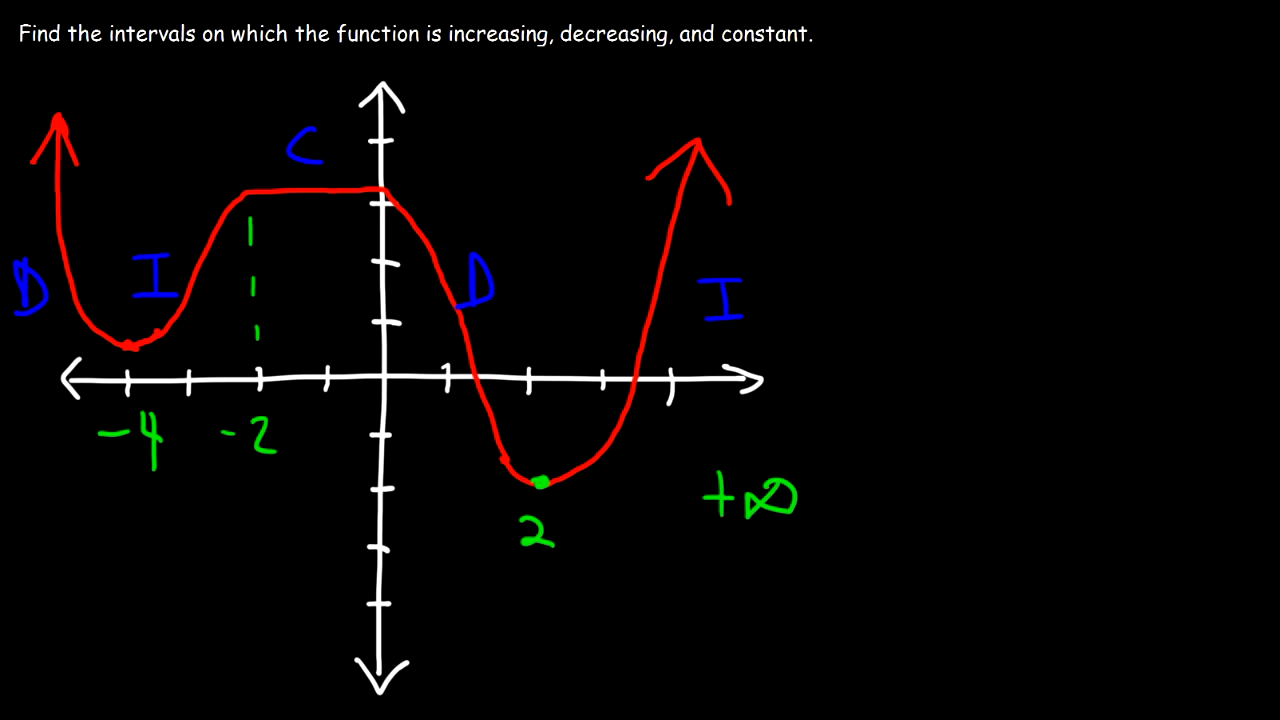 Find the intervals on which the function is increasing, decreasing, and constant.
C
D I D I
-4 -2
+∞
2